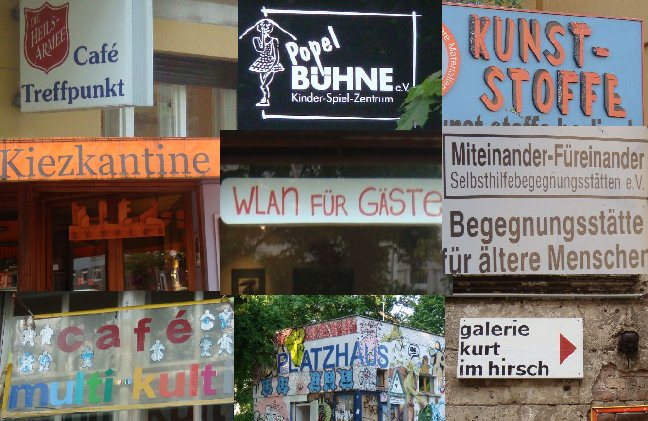 DIE
HEILS-
ARMEE
Café
Treffpunkt
Popel
BÜHNE e.V.
Kinder-Spiel-Zentrum
KUNST-
STOFFE
Kiezkantine
WLAN FÜR GÄSTE
Miteinander-Füreinander
Selbsthilfebegegnungsstätten e.V.
Begegnungsstätte
für ältere Menschen
café
multi kulti
PLATZHAUS
galerie
kurt
im hirsch